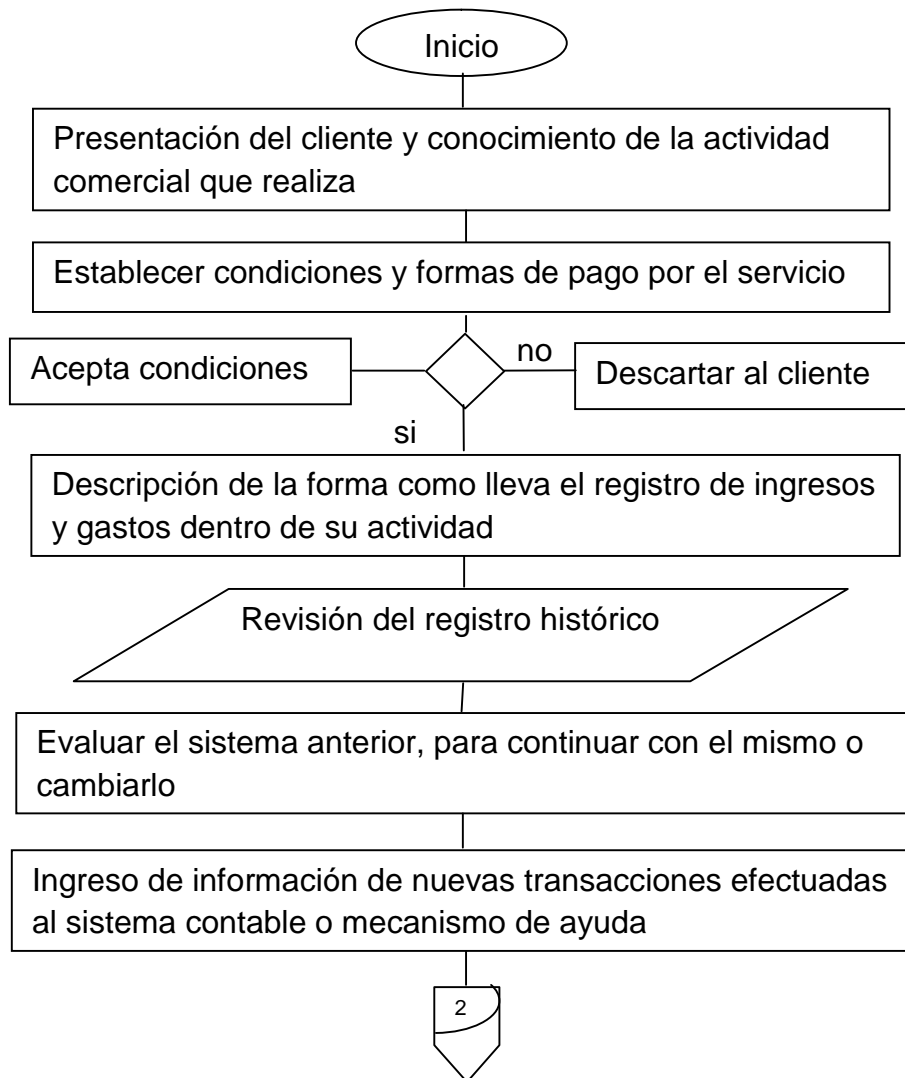 Inicio
Presentación del cliente y conocimiento de la actividad
comercial que realiza
Establecer condiciones y formas de pago por el servicio
Acepta condiciones
no
Descartar al cliente
si
Descripción de la forma como lleva el registro de ingresos
y gastos dentro de su actividad
Revisión del registro histórico
Evaluar el sistema anterior, para continuar con el mismo o
cambiarlo
Ingreso de información de nuevas transacciones efectuadas
al sistema contable o mecanismo de ayuda
2